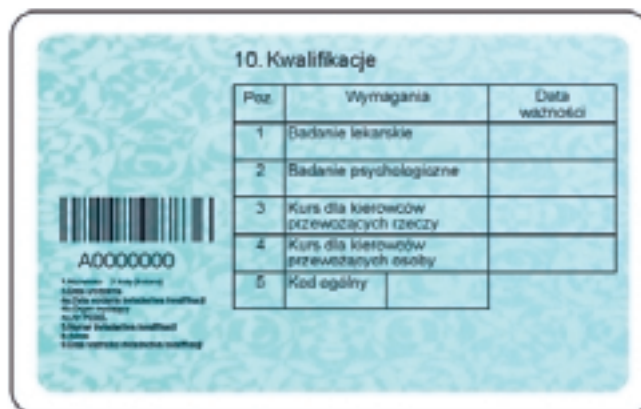 10. Kwalifikacje
Poz. Wymagania Data ważności
1 Badanie lekarskie
2 Badanie psychologiczne
3 Kurs dla kierowców
przewożących rzeczy
4 Kurs dla kierowców
przewożących osoby
5 Kod ogólny
A0000000